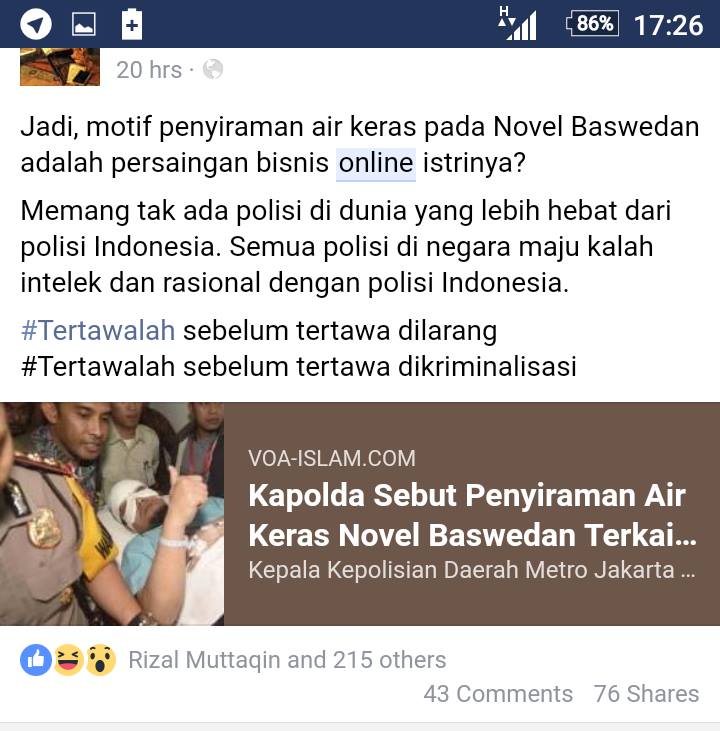 H
86%
17:26
20 hrs ·
Jadi, motif penyiraman air keras pada Novel Baswedan
adalah persaingan bisnis online istrinya?
Memang tak ada polisi di dunia yang lebih hebat dari
polisi Indonesia. Semua polisi di negara maju kalah
intelek dan rasional dengan polisi Indonesia.
#Tertawalah sebelum tertawa dilarang
#Tertawalah sebelum tertawa dikriminalisasi
VOA-ISLAM.COM
Kapolda Sebut Penyiraman Air
Keras Novel Baswedan Terkai...
Kepala Kepolisian Daerah Metro Jakarta ...
Rizal Muttaqin and 215 others
43 Comments 76 Shares